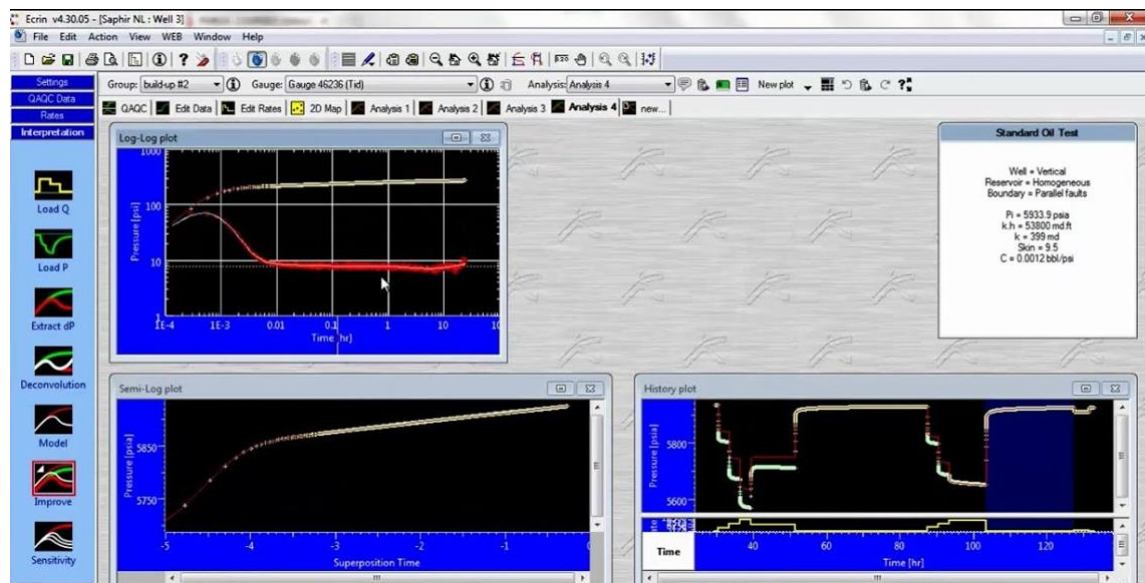 Ecrin v4.30.05 - [Saphir NL : Well 3]
File Edit Action View WEB Window Help
Settings
QAQC Data
Rates
Interpretation
Load Q
Load P
Extract dP
Deconvolution
Model
Improve
Sensitivity
Group: build-up #2 Gauge: Gauge 46236 (Tid) Analysis: Analysis 4 New plot
QAQC Edit Data Edit Rates 2D Map Analysis 1 Analysis 2 Analysis 3 Analysis 4 new...
Log-Log plot
Pressure [psi]
1000
100
10
1
1E-4 1E-3 0.01 0.1 1 10
Time [hr]
Standard Oil Test
Well = Vertical
Reservoir = Homogeneous
Boundary = Parallel faults
Pi = 5933.9 psia
k.h = 53800 md.ft
k = 399 md
Skin = 9.5
C = 0.0012 bbl/psi
Semi-Log plot
Pressure [psia]
5850
5750
-5 -4 -3 -2 -1
Superposition Time
History plot
Pressure [psia]
5800
5600
Time
40 60 80 100 120
Time [hr]